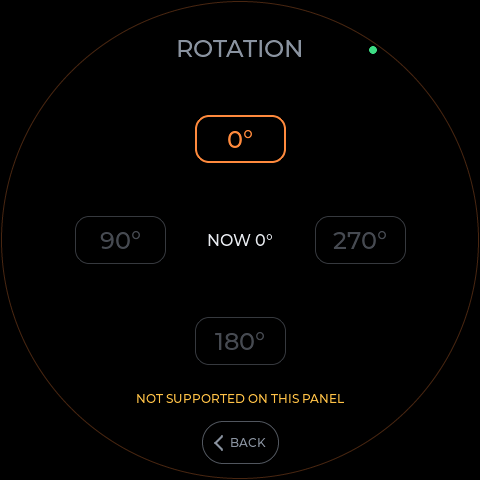 ROTATION
0°
90° NOW 0° 270°
180°
NOT SUPPORTED ON THIS PANEL
BACK